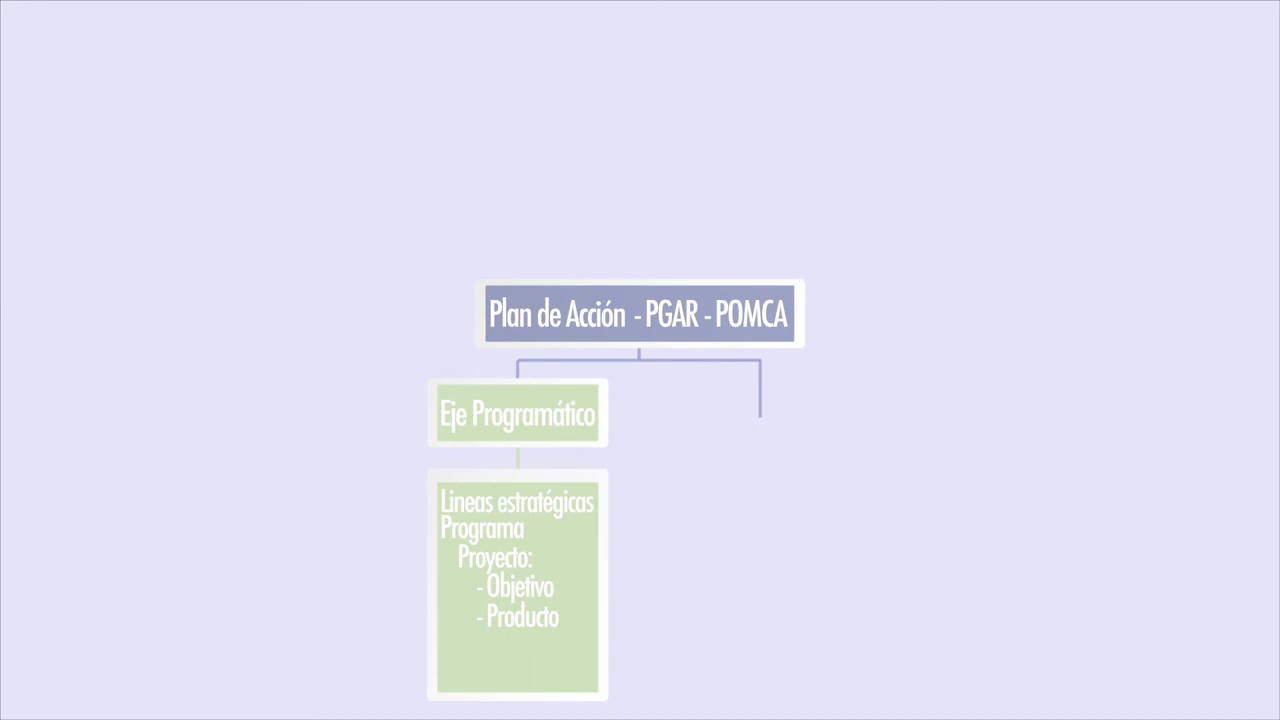 Plan de Acción - PGAR - POMCA
Eje Programático
Lineas estratégicas
Programa
Proyecto:
- Objetivo
- Producto